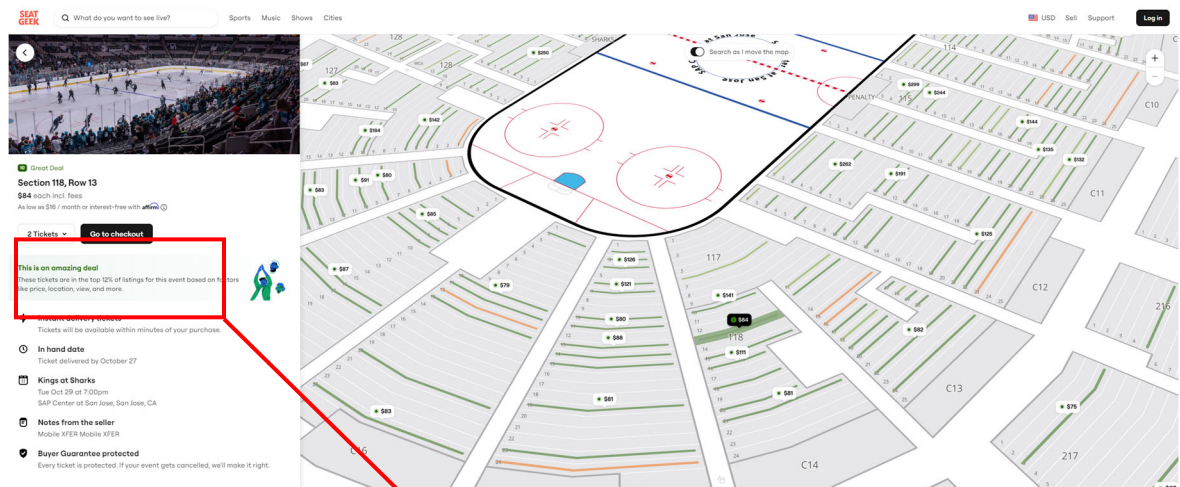 SEAT
GEEK
What do you want to see live?
Sports Music Shows Cities
USD Sell Support Log in
10 Great Deal
Section 118, Row 13
$84 each incl. fees
As low as $16 / month or interest-free with affirm
2 Tickets
Go to checkout
This is an amazing deal
These tickets are in the top 12% of listings for this event based on factors
like price, location, view, and more.
Instant delivery tickets
Tickets will be available within minutes of your purchase.
In hand date
Ticket delivered by October 27
Kings at Sharks
Tue Oct 29 at 7:00pm
SAP Center at San Jose, San Jose, CA
Notes from the seller
Mobile XFER Mobile XFER
Buyer Guarantee protected
Every ticket is protected. If your event gets cancelled, we'll make it right.
Search as I move the map
SHARKS
PENALTY
128
127
128
114
115
117
118
216
217
C10
C11
C12
C13
C14
$250
$83
$194
$142
$91
$80
$83
$85
$87
$79
$83
$126
$121
$80
$88
$81
$141
$84
$111
$81
$299
$244
$144
$135
$132
$262
$191
$125
$82
$75